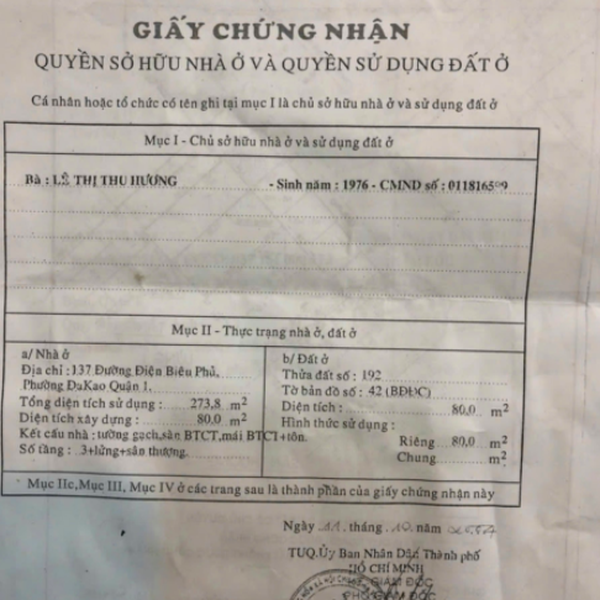 GIẤY CHỨNG NHẬN
QUYỀN SỞ HỮU NHÀ Ở VÀ QUYỀN SỬ DỤNG ĐẤT Ở
Cá nhân hoặc tổ chức có tên ghi tại mục I là chủ sở hữu nhà ở và sử dụng đất ở
Mục I - Chủ sở hữu nhà ở và sử dụng đất ở
Bà : LÊ THỊ THU HƯƠNG - Sinh năm : 1976 - CMND số :
Mục II - Thực trạng nhà ở, đất ở
a/ Nhà ở
Địa chỉ : 137 Đường Điện Biêu Phủ,
Phường DaKao Quận 1.
Tổng diện tích sử dụng : 273,8 m²
Diện tích xây dựng : 80,0 m²
Kết cấu nhà : tường gạch,sàn BTCT,mái BTCT+tôn.
Số tầng : 3+lửng+sân thượng.
b/ Đất ở
Thửa đất số : 192
Tờ bản đồ số : 42 (BĐĐC)
Diện tích : 80,0 m²
Hình thức sử dụng :
Riêng 80,0 m²
Chung m²
Mục IIc,Mục III, Mục IV ở các trang sau là thành phần của giấy chứng nhận này
Ngày 11 tháng 10 năm
TUQ.Ủy Ban Nhân Dân Thành phố
HỒ CHÍ MINH
GIÁM ĐỐC
PHÓ GIÁM ĐỐC